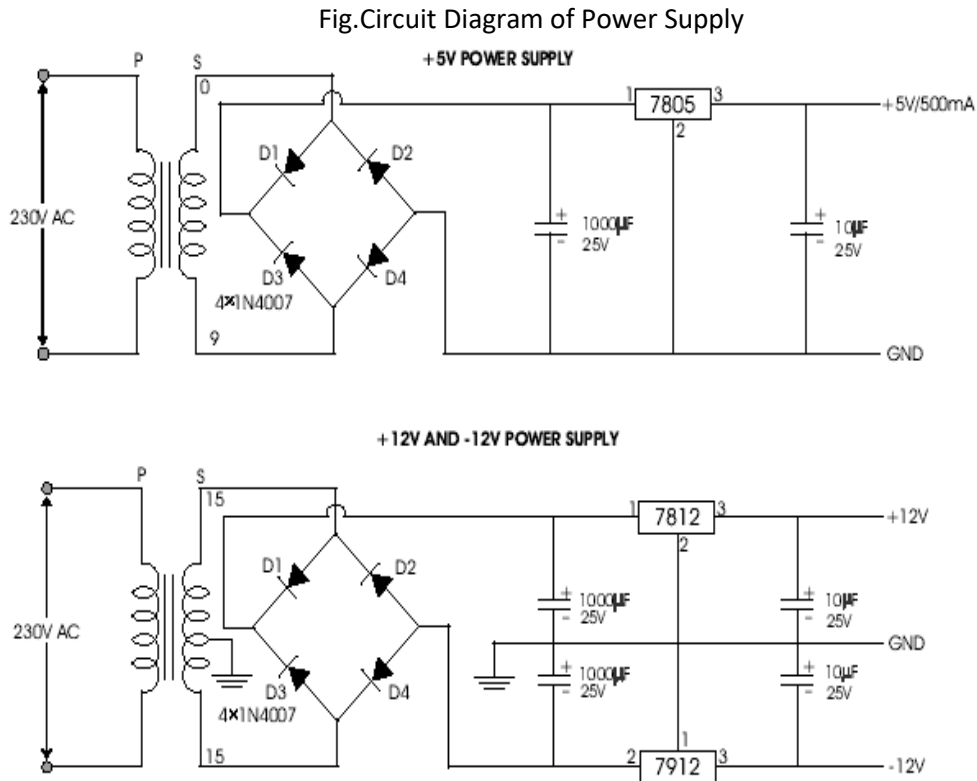 Fig.Circuit Diagram of Power Supply
+5V POWER SUPPLY
P S
0
1 7805 3
+5V/500mA
2
D1 D2
230V AC
1000µF
25V
+
-
10µF
25V
+
-
D3 D4
4×1N4007
9
GND
+12V AND -12V POWER SUPPLY
P S
15
1 7812 3
+12V
2
D1 D2
+ 1000µF
- 25V
+ 10µF
- 25V
230V AC
GND
+ 1000µF
- 25V
+ 10µF
- 25V
D3 D4
4×1N4007
15
1
2 7912 3
-12V